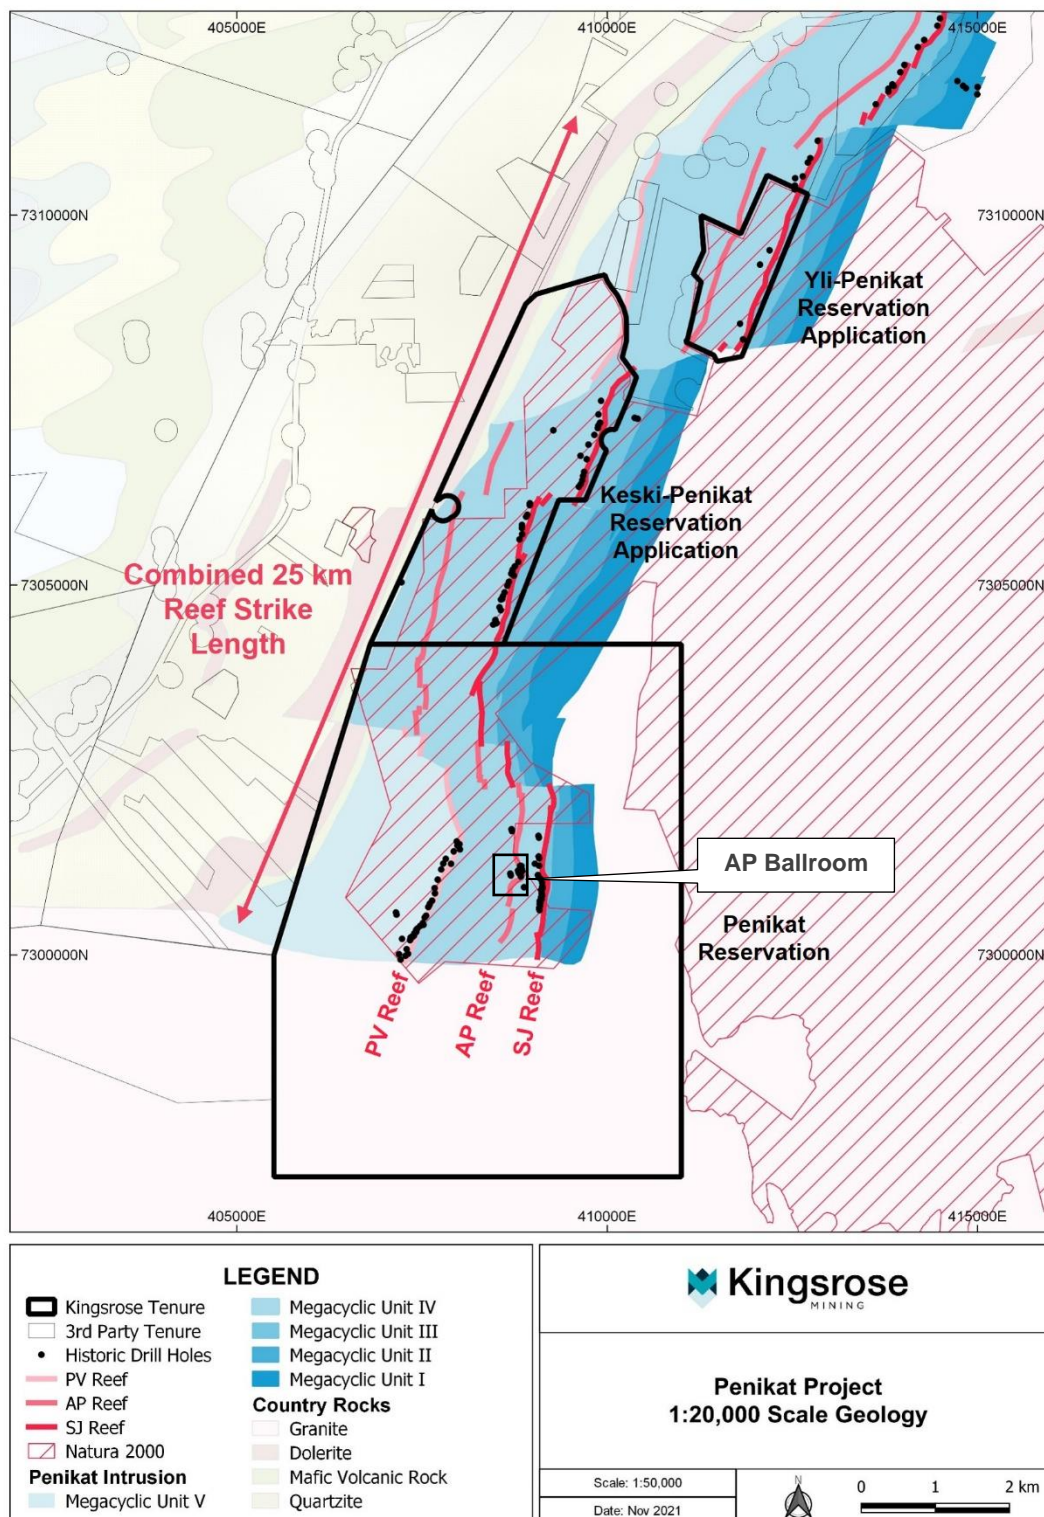 405000E
410000E
415000E
7310000N
7310000N
Yli-Penikat
Reservation
Application
Keski-Penikat
Reservation
Application
7305000N
7305000N
Combined 25 km
Reef Strike
Length
AP Ballroom
Penikat
Reservation
7300000N
7300000N
PV Reef
AP Reef
SJ Reef
405000E
410000E
415000E
LEGEND
Kingsrose Tenure
3rd Party Tenure
Historic Drill Holes
PV Reef
AP Reef
SJ Reef
Natura 2000
Penikat Intrusion
Megacyclic Unit V
Megacyclic Unit IV
Megacyclic Unit III
Megacyclic Unit II
Megacyclic Unit I
Country Rocks
Granite
Dolerite
Mafic Volcanic Rock
Quartzite
Kingsrose
MINING
Penikat Project
1:20,000 Scale Geology
Scale: 1:50,000
Date: Nov 2021
N
0 1 2 km